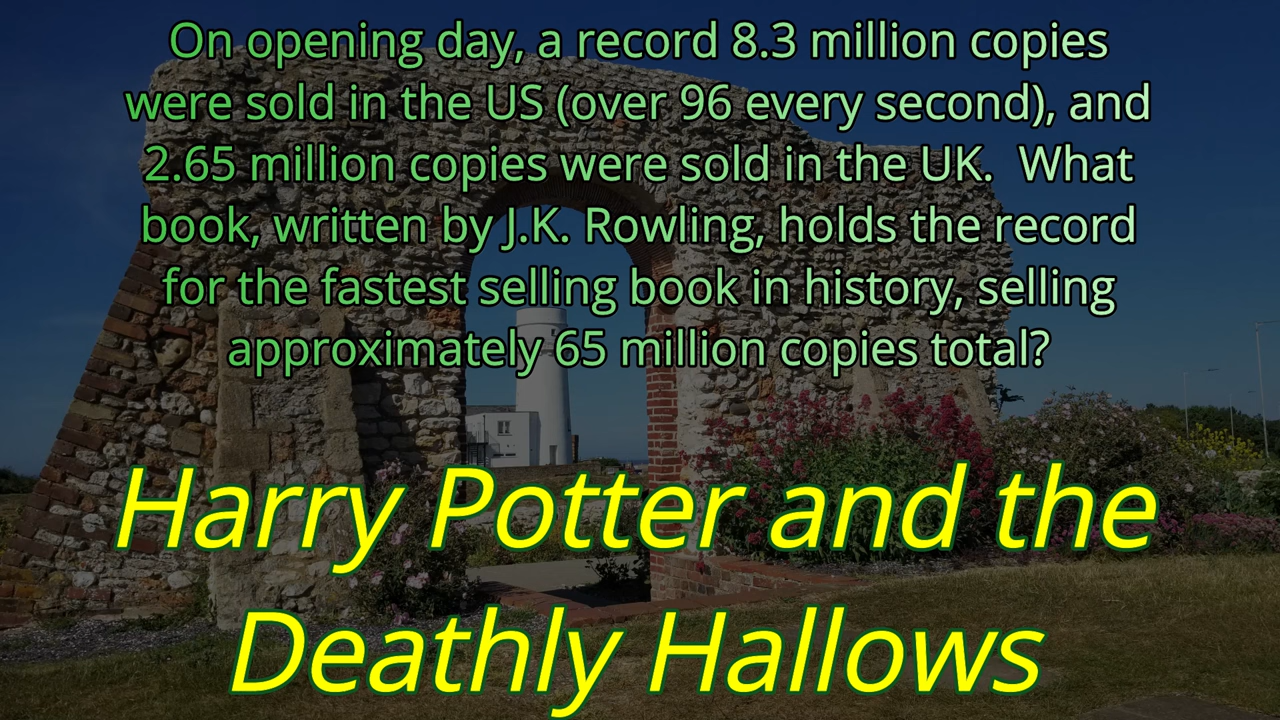 On opening day, a record 8.3 million copies
were sold in the US (over 96 every second), and
2.65 million copies were sold in the UK.  What
book, written by J.K. Rowling, holds the record
for the fastest selling book in history, selling
approximately 65 million copies total?
Harry Potter and the
Deathly Hallows